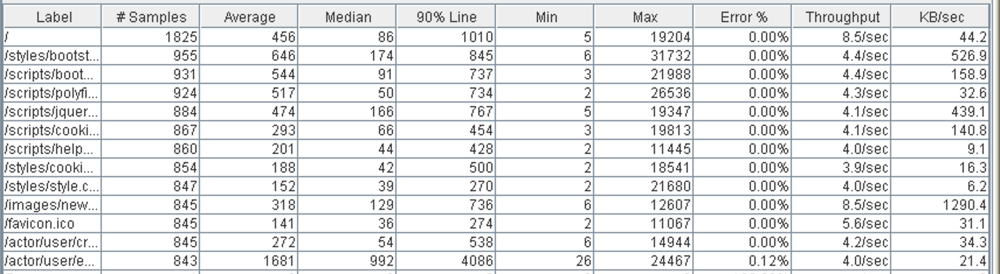 Label # Samples Average Median 90% Line Min Max Error % Throughput KB/sec
/ 1825 456 86 1010 5 19204 0.00% 8.5/sec 44.2
/styles/bootst... 955 646 174 845 6 31732 0.00% 4.4/sec 526.9
/scripts/boot... 931 544 91 737 3 21988 0.00% 4.4/sec 158.9
/scripts/polyfi... 924 517 50 734 2 26536 0.00% 4.3/sec 32.6
/scripts/jquer... 884 474 166 767 5 19347 0.00% 4.1/sec 439.1
/scripts/cooki... 867 293 66 454 3 19813 0.00% 4.1/sec 140.8
/scripts/help... 860 201 44 428 2 11445 0.00% 4.0/sec 9.1
/styles/cooki... 854 188 42 500 2 18541 0.00% 3.9/sec 16.3
/styles/style.c... 847 152 39 270 2 21680 0.00% 4.0/sec 6.2
/images/new... 845 318 129 736 6 12607 0.00% 8.5/sec 1290.4
/favicon.ico 845 141 36 274 2 11067 0.00% 5.6/sec 31.1
/actor/user/cr... 845 272 54 538 6 14944 0.00% 4.2/sec 34.3
/actor/user/e... 843 1681 992 4086 26 24467 0.12% 4.0/sec 21.4